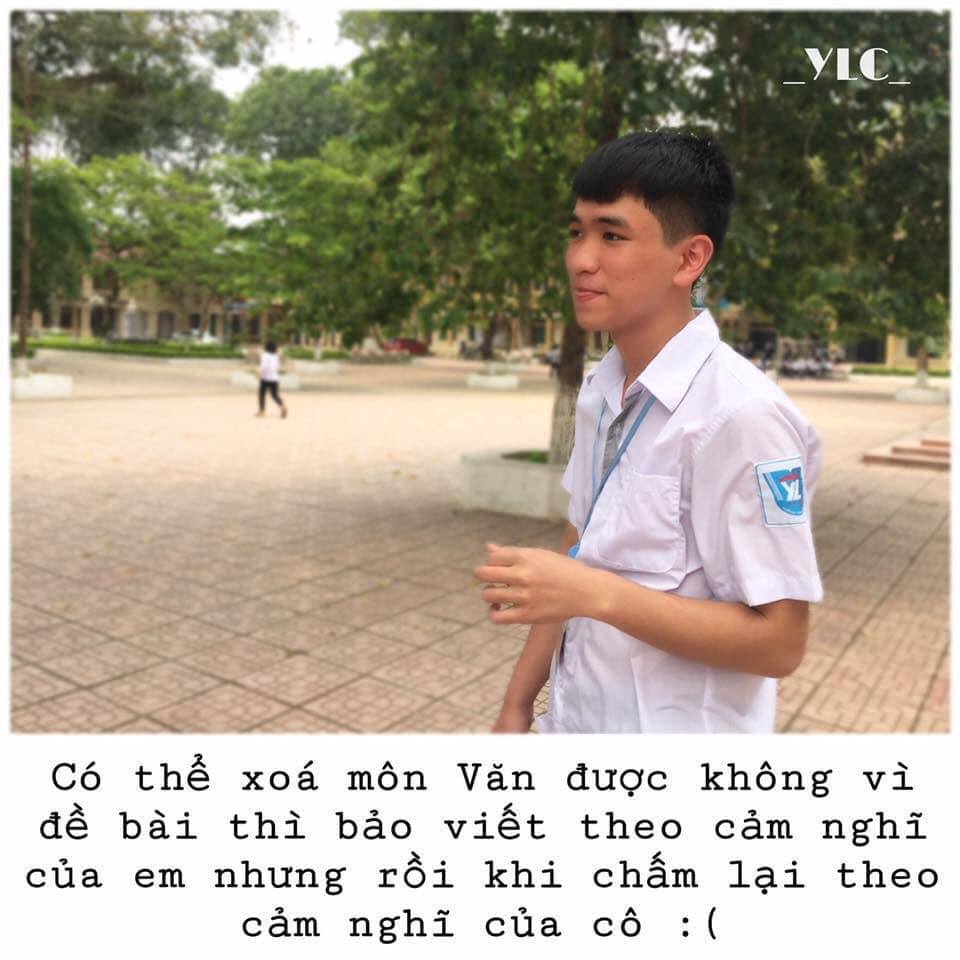 _YLC_
YL
Có thể xoá môn Văn được không vì
đề bài thì bảo viết theo cảm nghĩ
của em nhưng rồi khi chấm lại theo
cảm nghĩ của cô :(